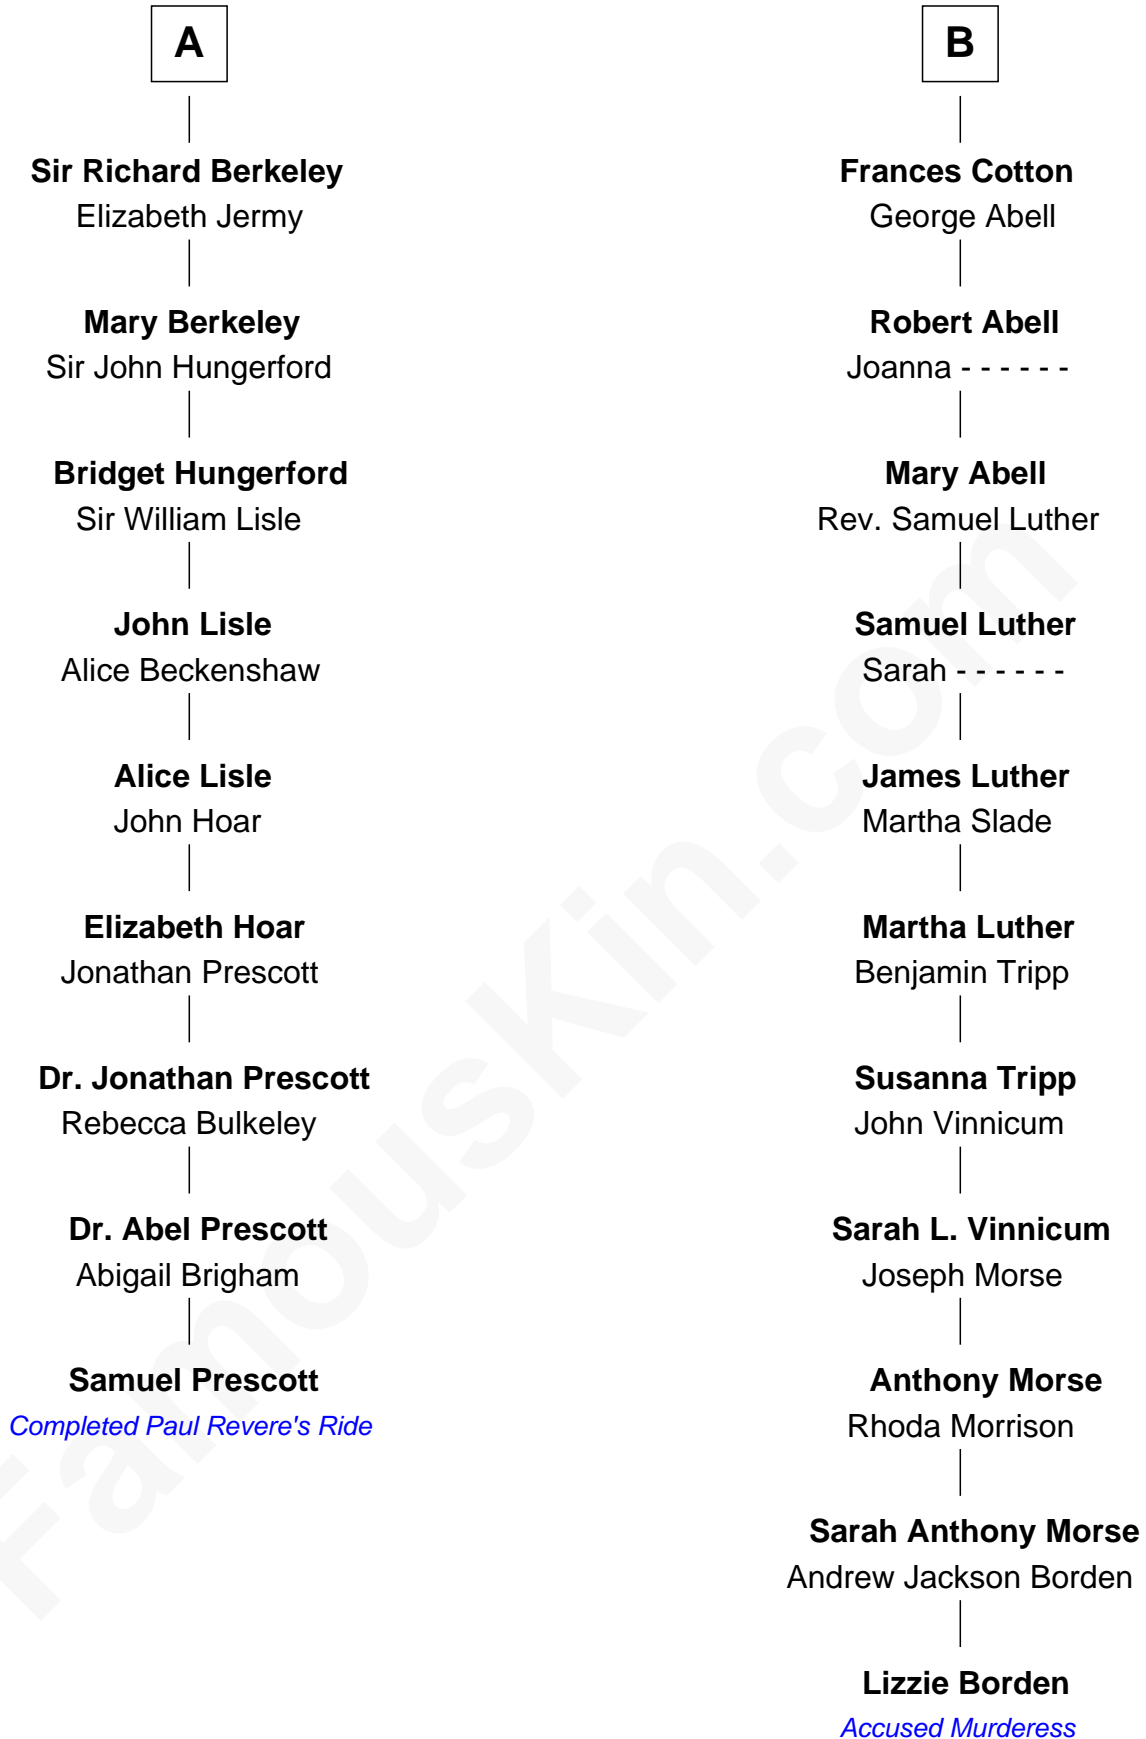 A
Sir Richard Berkeley
Elizabeth Jermy
Mary Berkeley
Sir John Hungerford
Bridget Hungerford
Sir William Lisle
John Lisle
Alice Beckenshaw
Alice Lisle
John Hoar
Elizabeth Hoar
Jonathan Prescott
Dr. Jonathan Prescott
Rebecca Bulkeley
Dr. Abel Prescott
Abigail Brigham
Samuel Prescott
Completed Paul Revere's Ride
B
Frances Cotton
George Abell
Robert Abell
Joanna - - - - - -
Mary Abell
Rev. Samuel Luther
Samuel Luther
Sarah - - - - - -
James Luther
Martha Slade
Martha Luther
Benjamin Tripp
Susanna Tripp
John Vinnicum
Sarah L. Vinnicum
Joseph Morse
Anthony Morse
Rhoda Morrison
Sarah Anthony Morse
Andrew Jackson Borden
Lizzie Borden
Accused Murderess
FamousKin.com